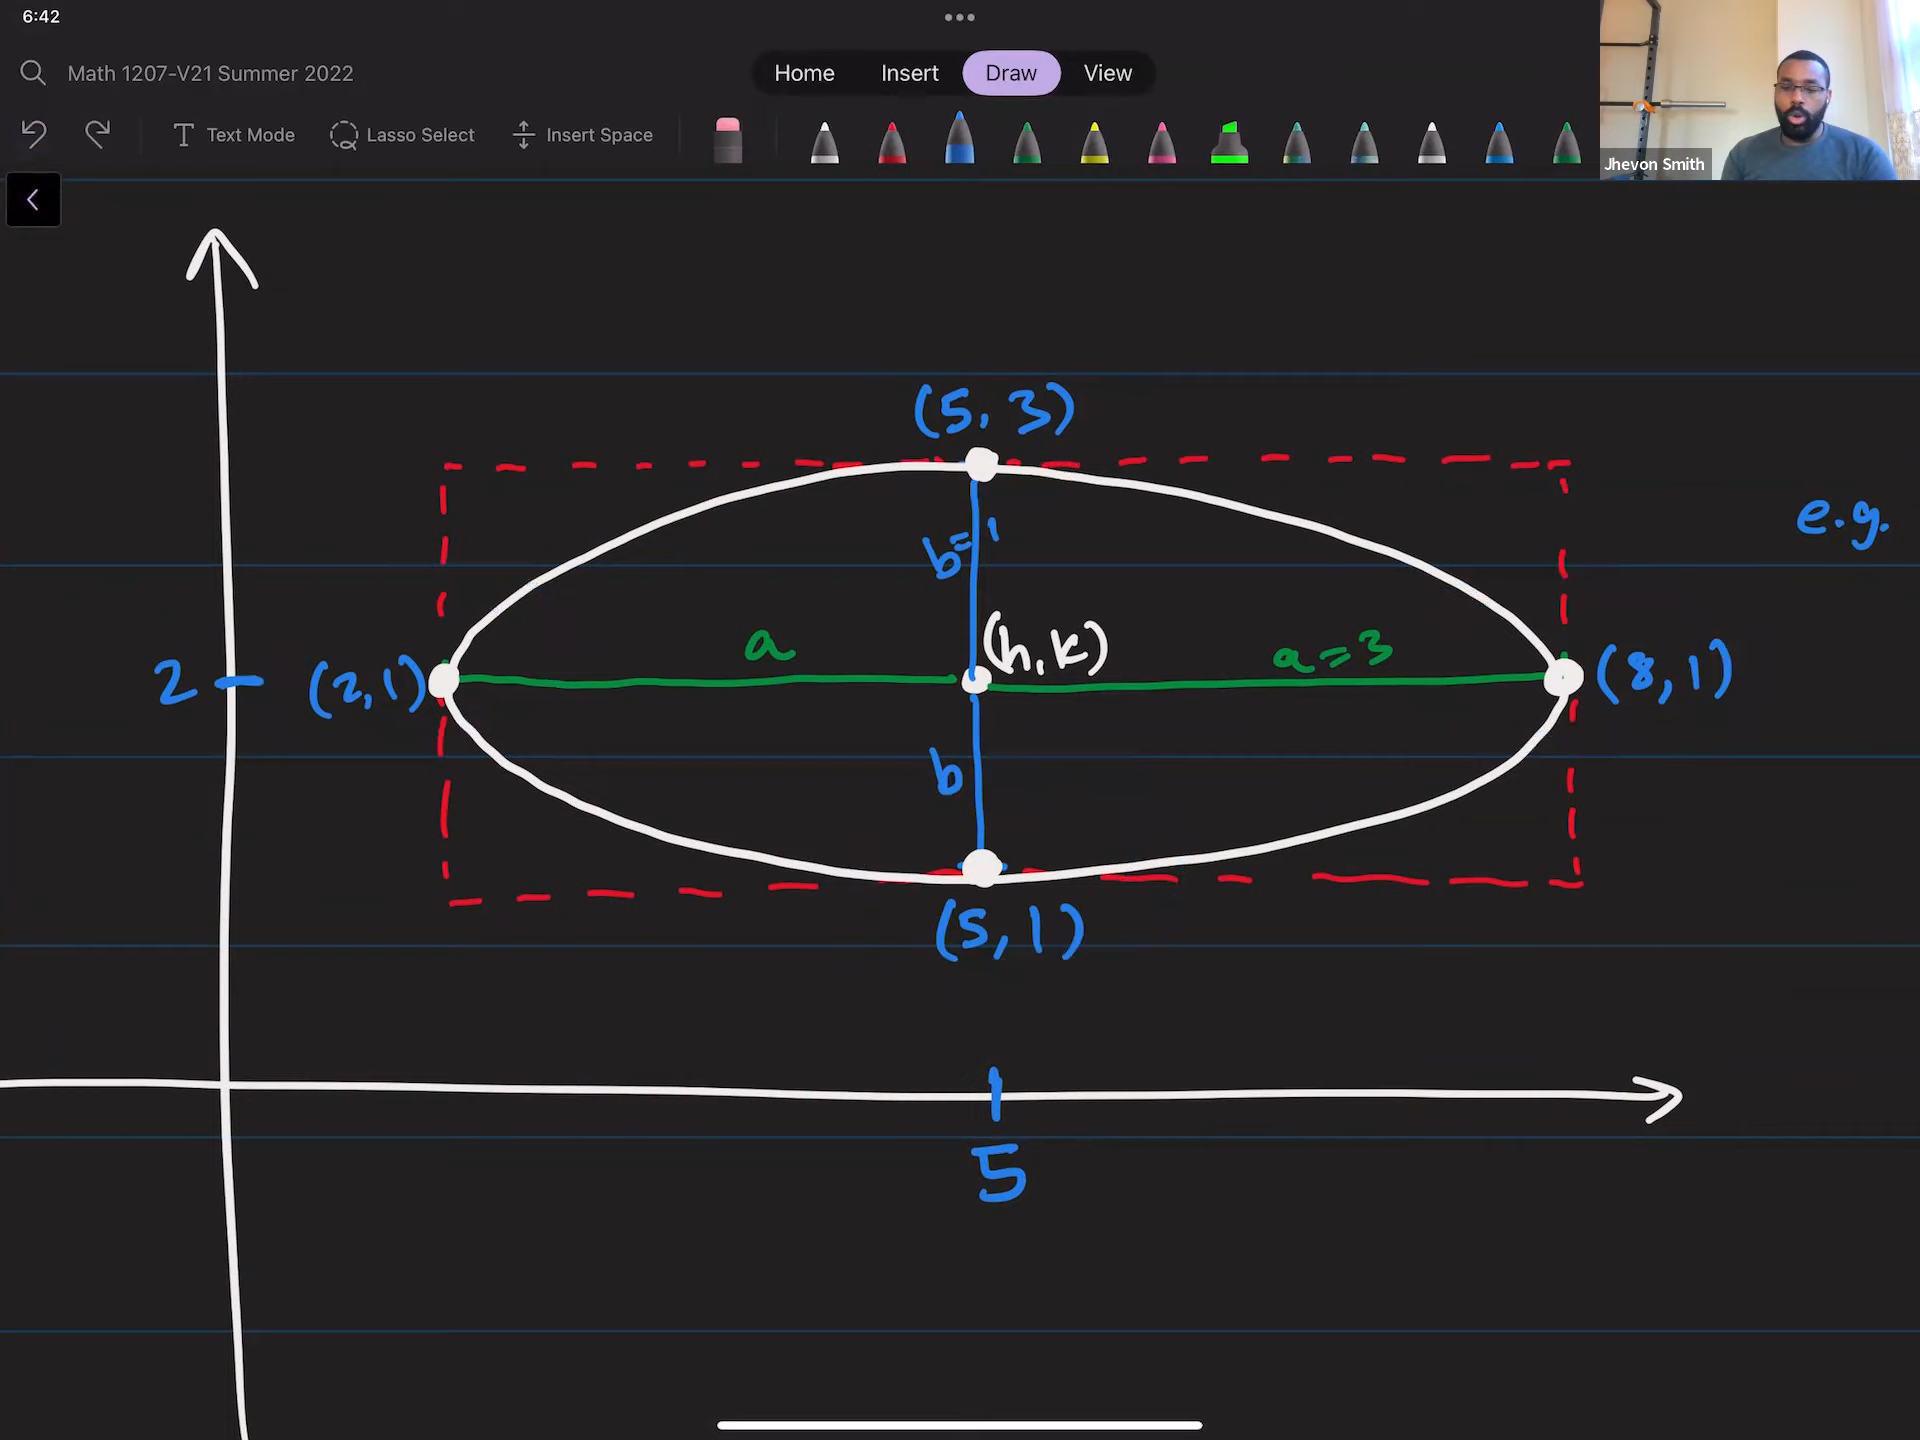 6:42
Math 1207-V21 Summer 2022
Home Insert Draw View
Text Mode Lasso Select Insert Space
Jhevon Smith
(5, 3)
e.g.
b=1
(h,k)
a
a=3
2
(2,1)
(8,1)
b
(5,1)
5